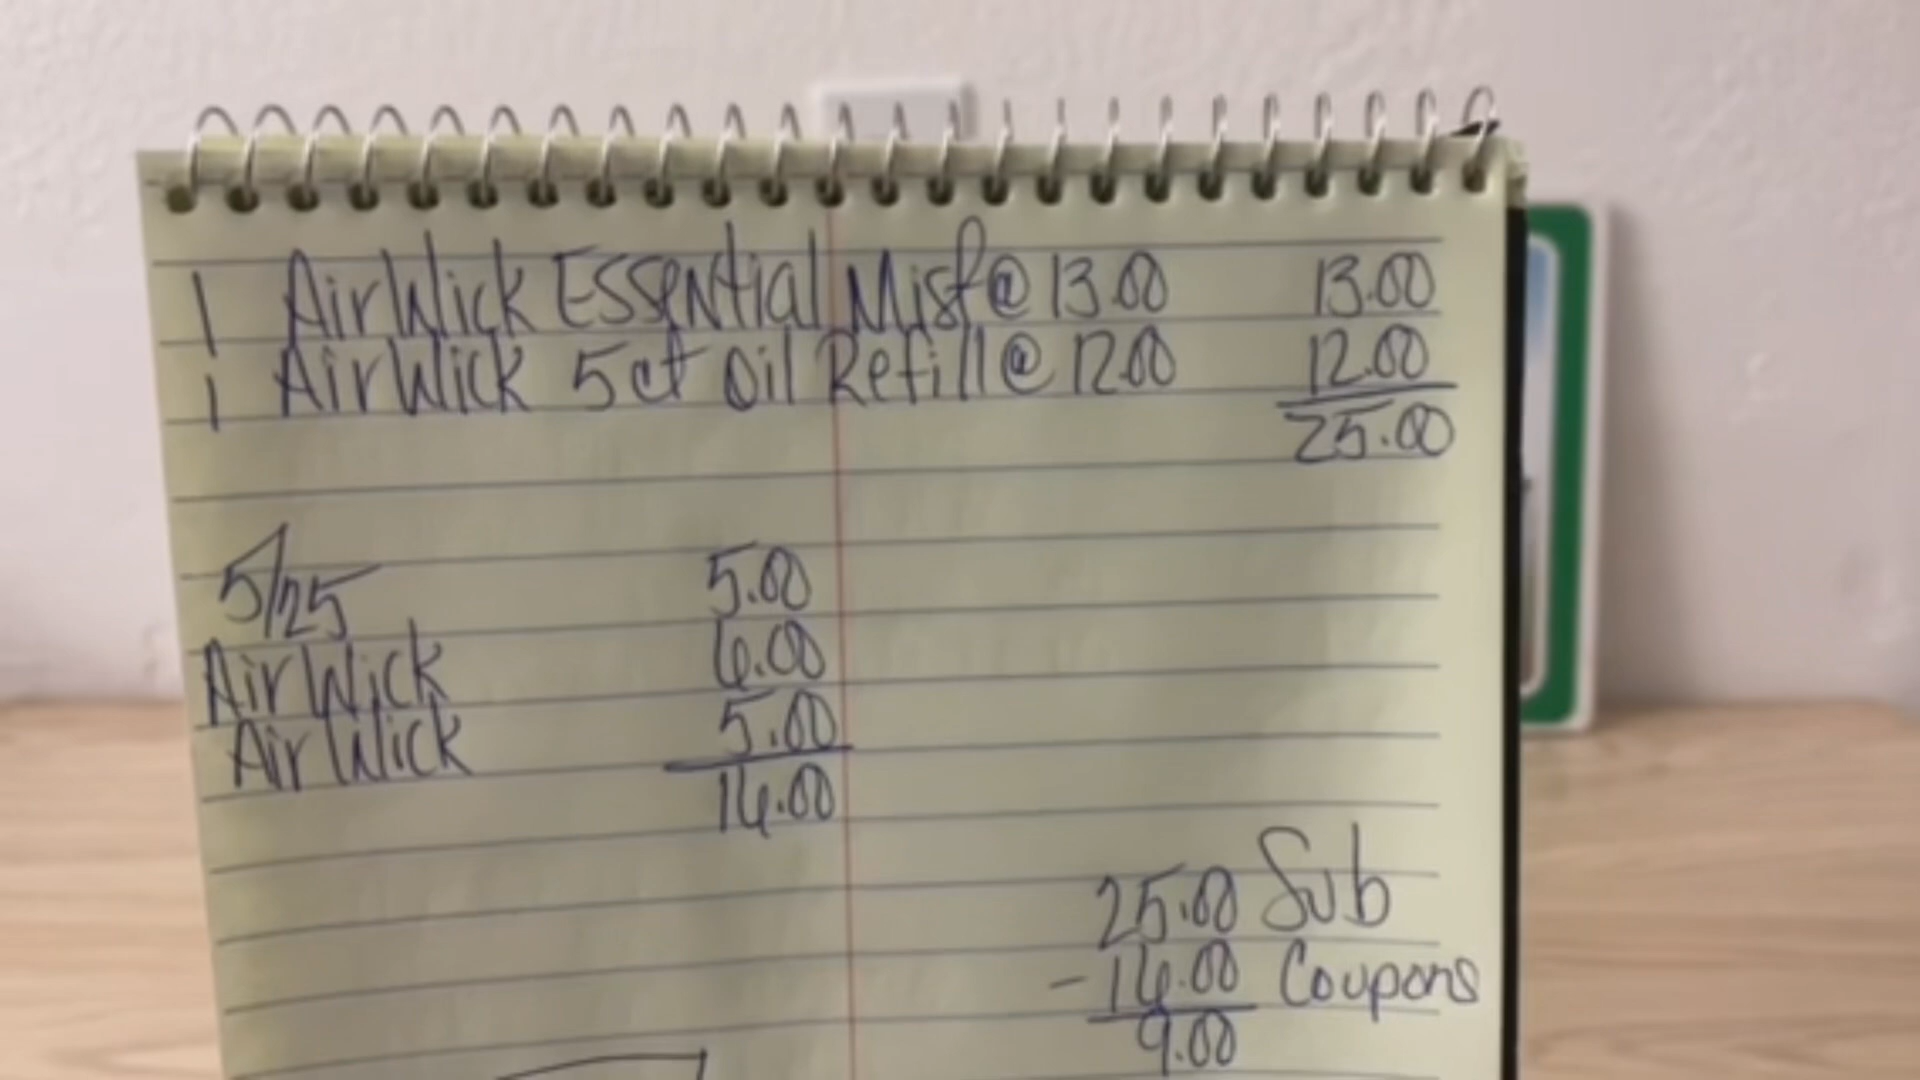 1 AirWick Essential Mist @ 13.00 13.00
1 AirWick 5ct Oil Refill @ 12.00 12.00
25.00
5/25 5.00
AirWick 6.00
AirWick 5.00
16.00
25.00 Sub
- 16.00 Coupons
9.00